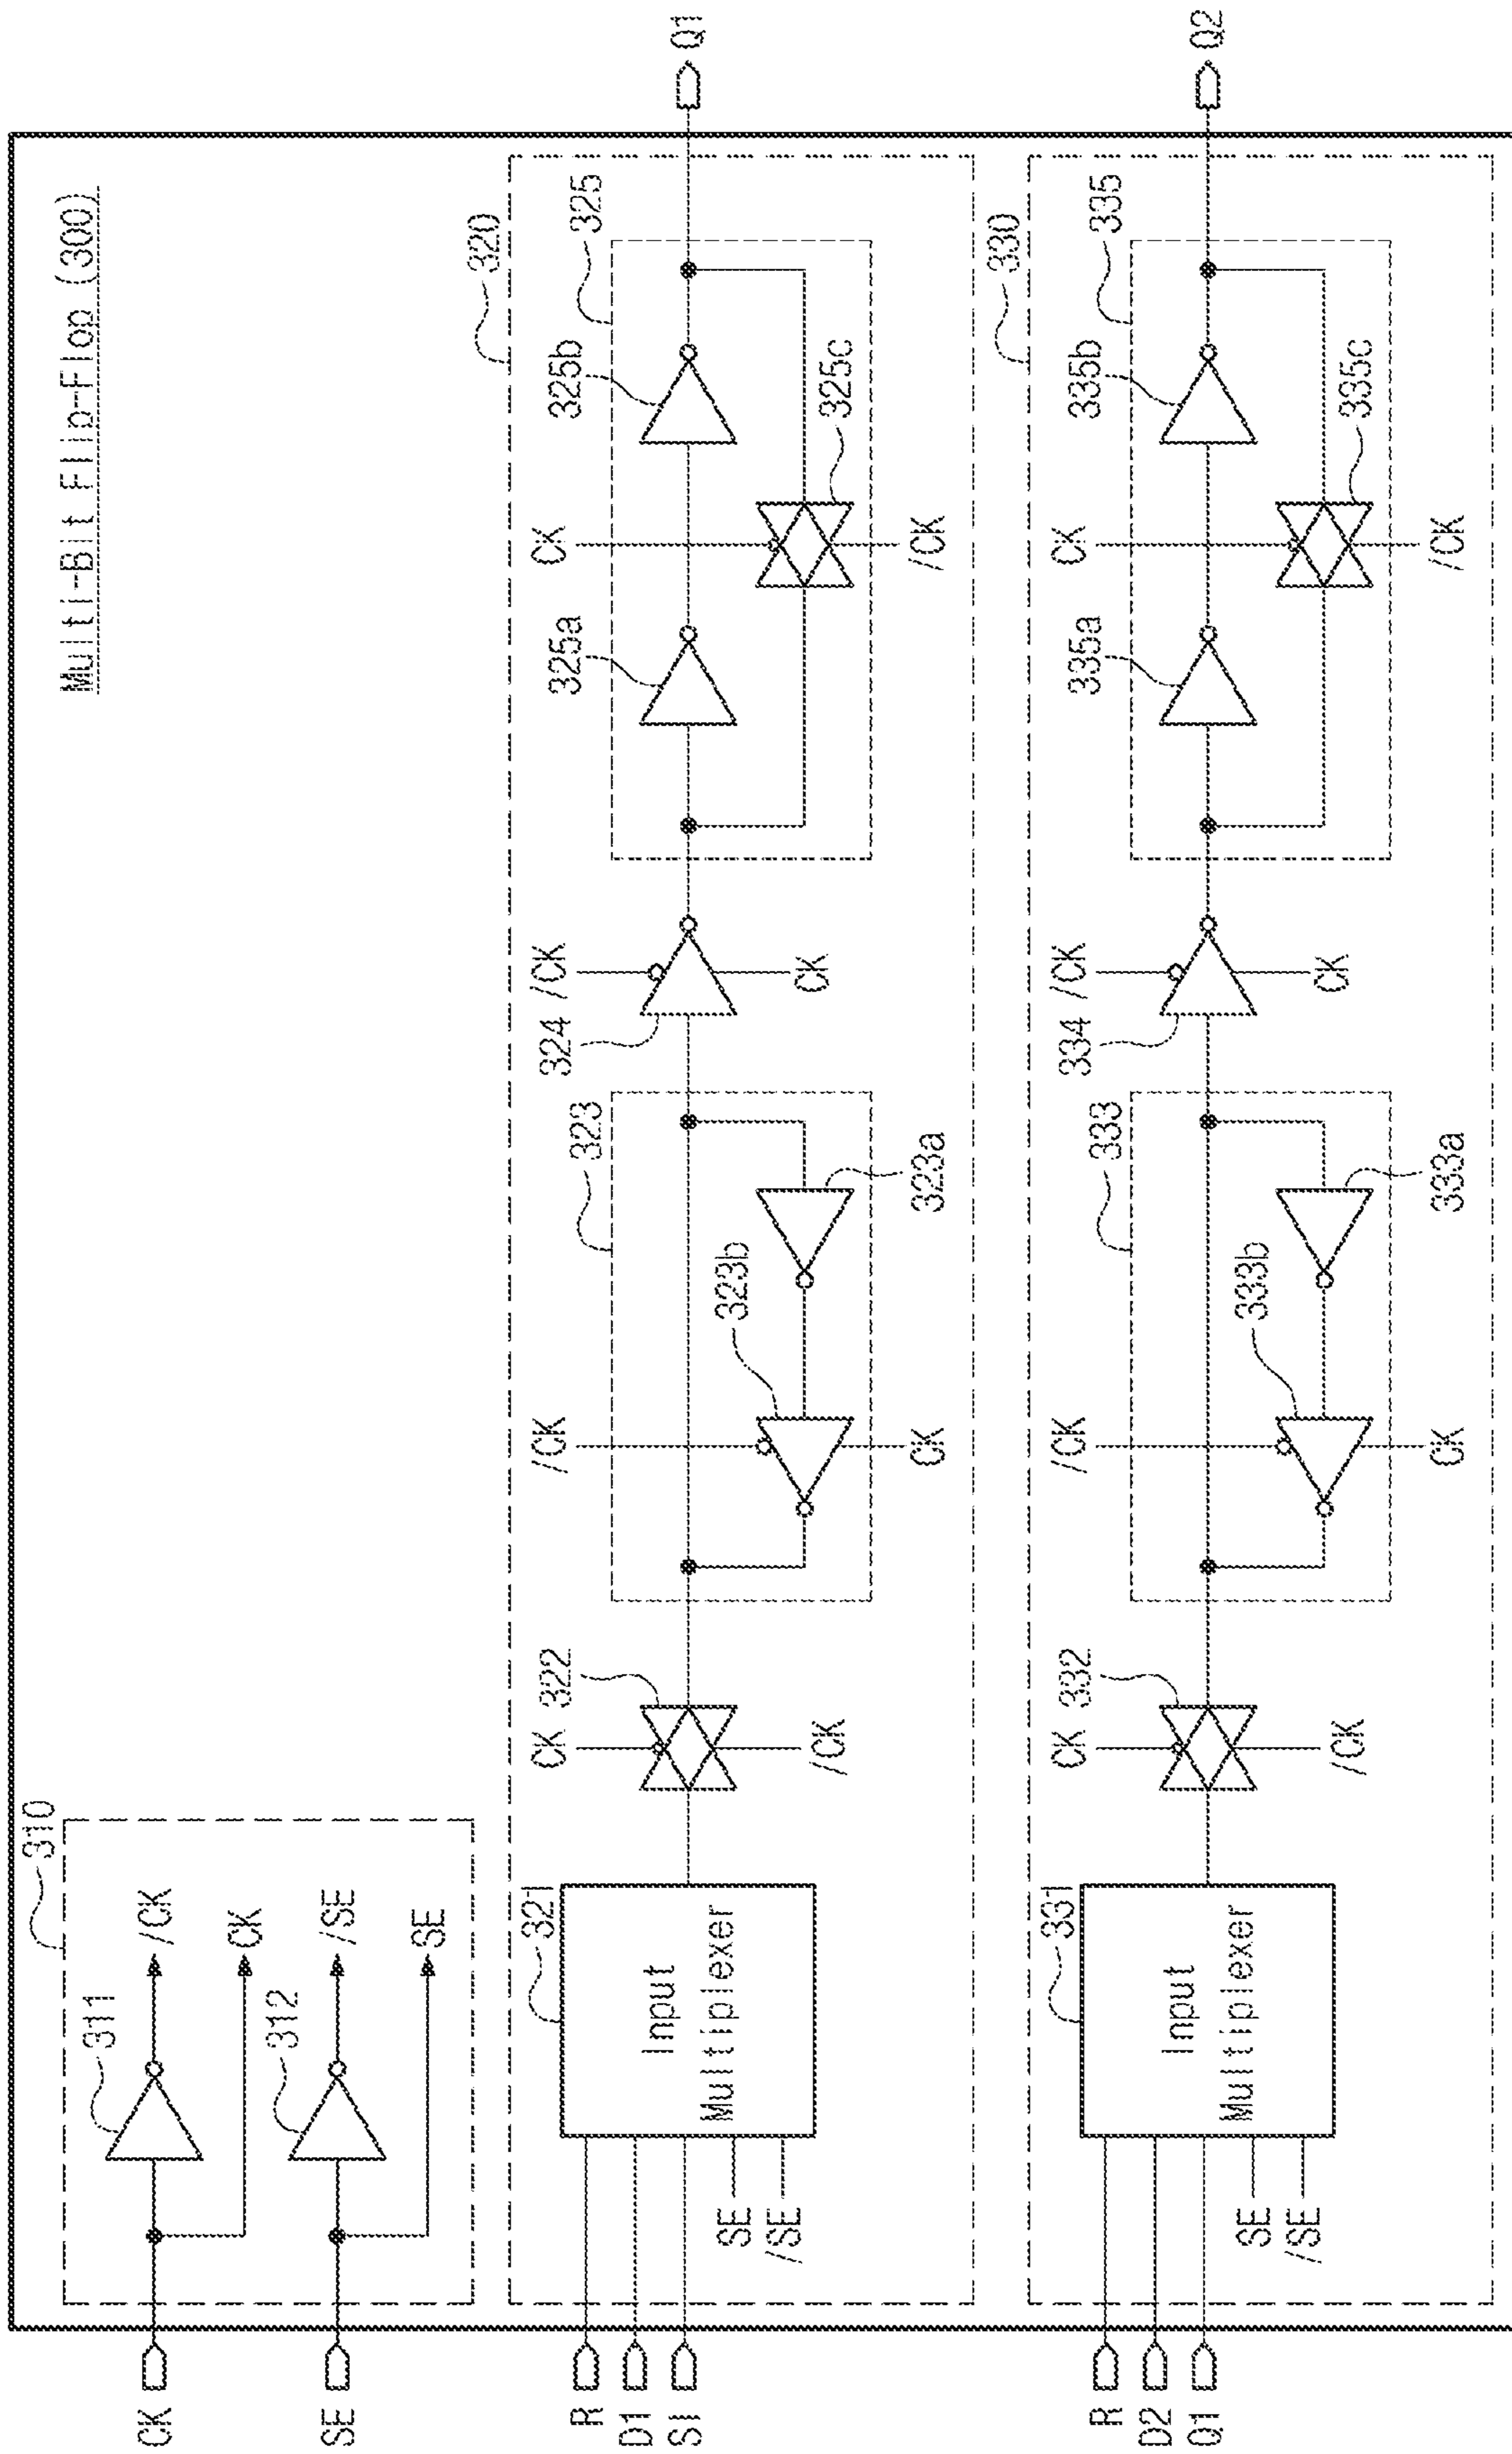 Multi-Bit Flip-Flop (300)
310
CK
311
/CK
CK
SE
312
/SE
SE
320
R
D1
SI
SE
/SE
321
Input
Multiplexer
CK
322
/CK
323
/CK
323b
CK
323a
324
/CK
CK
325
325a
CK
325b
325c
/CK
Q1
330
R
D2
Q1
SE
/SE
331
Input
Multiplexer
CK
332
/CK
333
/CK
333b
CK
333a
334
/CK
CK
335
335a
CK
335b
335c
/CK
Q2